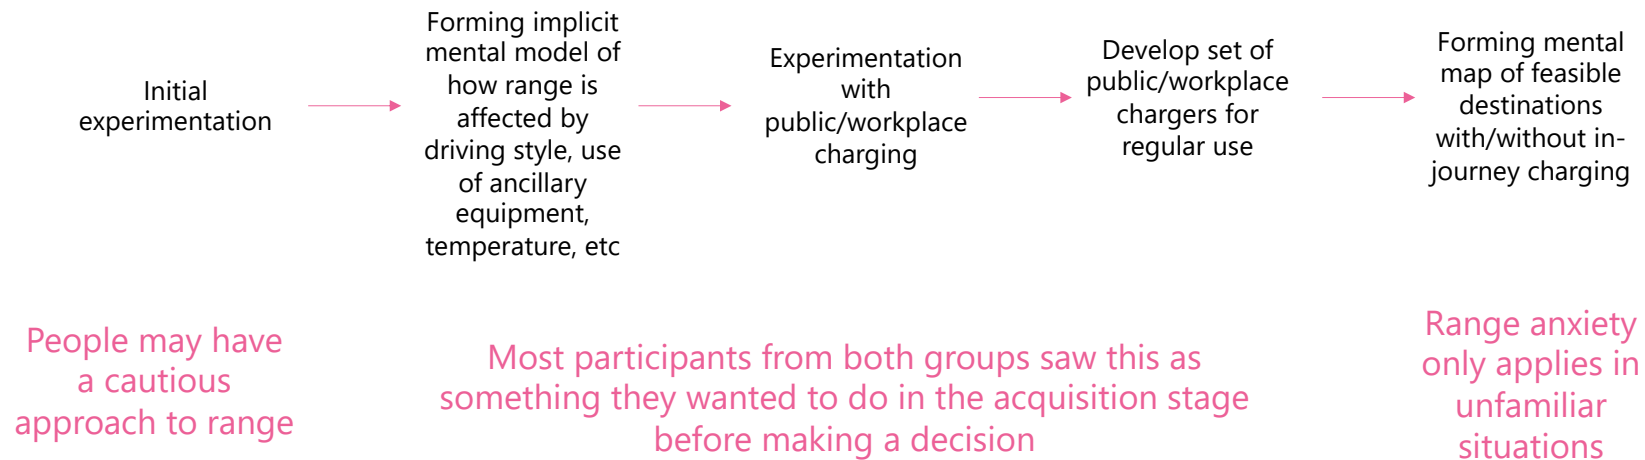 Initial
experimentation
Forming implicit
mental model of
how range is
affected by
driving style, use
of ancillary
equipment,
temperature, etc
Experimentation
with
public/workplace
charging
Develop set of
public/workplace
chargers for
regular use
Forming mental
map of feasible
destinations
with/without in-
journey charging
People may have
a cautious
approach to range
Most participants from both groups saw this as
something they wanted to do in the acquisition stage
before making a decision
Range anxiety
only applies in
unfamiliar
situations